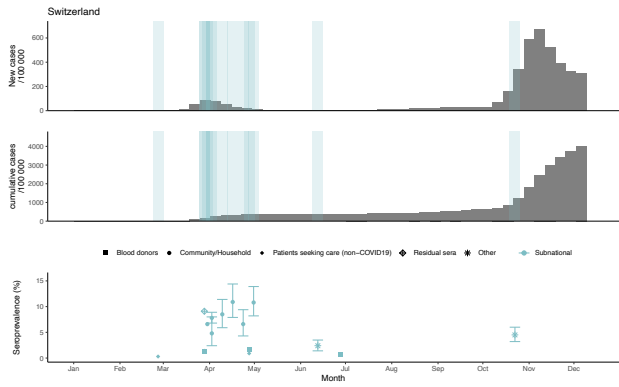 Switzerland
New cases
/100 000
600
400
200
0
cumulative cases
/100 000
4000
3000
2000
1000
0
Blood donors Community/Household Patients seeking care (non−COVID19) Residual sera Other Subnational
Seroprevalence (%)
15
10
5
0
Jan Feb Mar Apr May Jun Jul Aug Sep Oct Nov Dec
Month